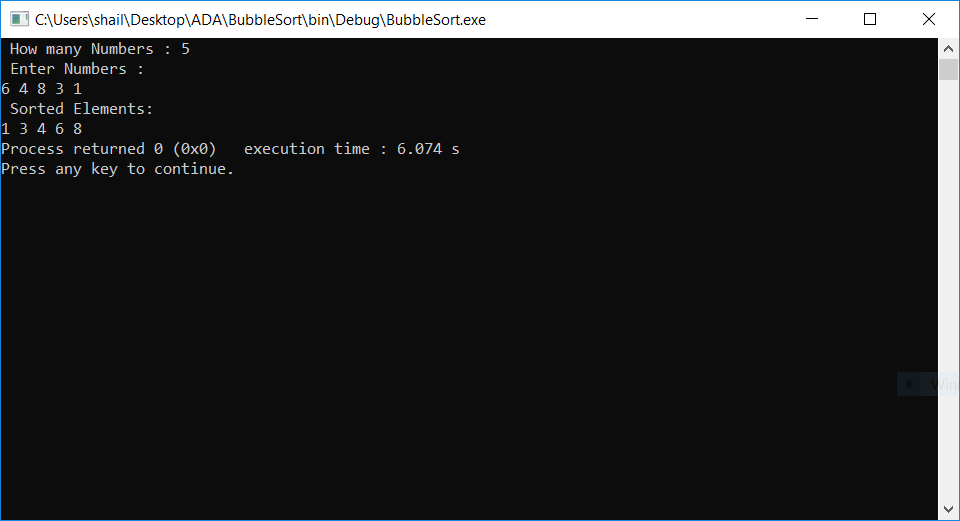 C:\Users\shail\Desktop\ADA\BubbleSort\bin\Debug\BubbleSort.exe
How many Numbers : 5
Enter Numbers :
6 4 8 3 1
Sorted Elements:
1 3 4 6 8
Process returned 0 (0x0)   execution time : 6.074 s
Press any key to continue.